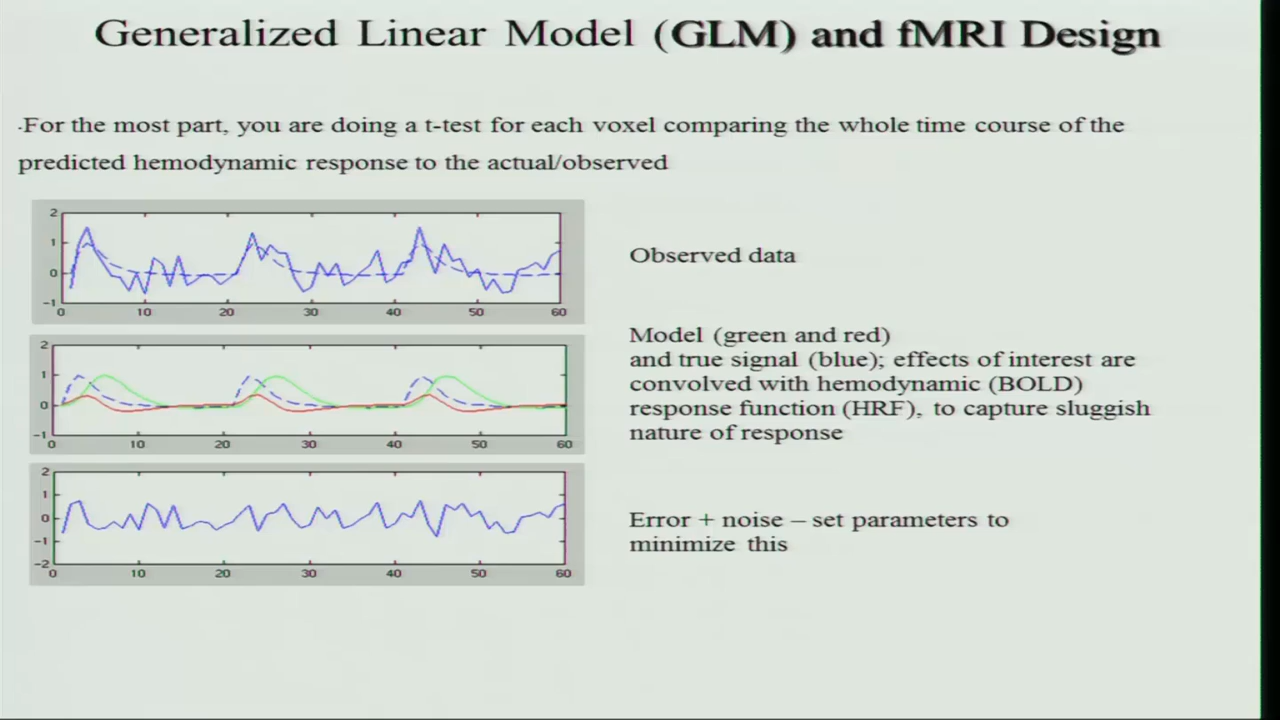 Generalized Linear Model (GLM) and fMRI Design
·For the most part, you are doing a t-test for each voxel comparing the whole time course of the
predicted hemodynamic response to the actual/observed
2
1
0
-1
0 10 20 30 40 50 60
Observed data
2
1
0
-1
0 10 20 30 40 50 60
Model (green and red)
and true signal (blue); effects of interest are
convolved with hemodynamic (BOLD)
response function (HRF), to capture sluggish
nature of response
2
1
0
-1
-2
0 10 20 30 40 50 60
Error + noise – set parameters to
minimize this